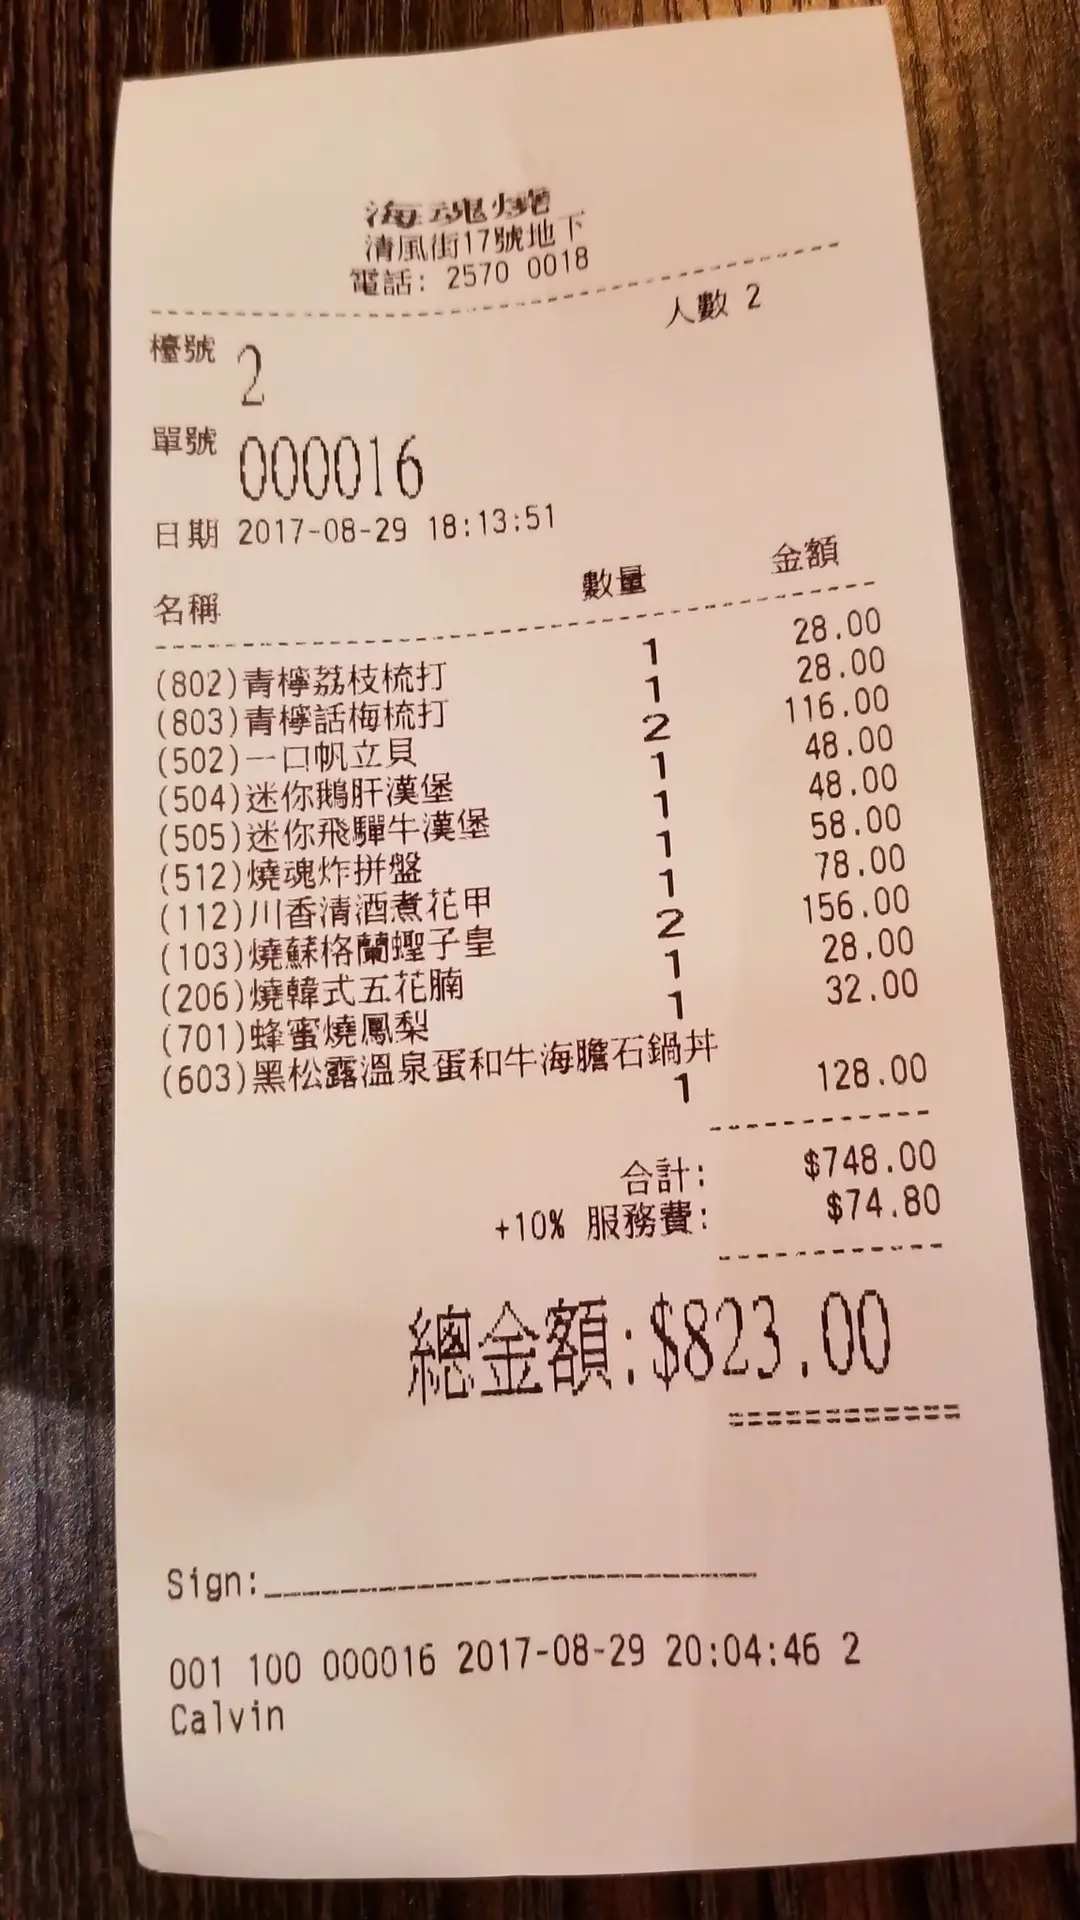 海魂燒
清風街17號地下
電話: 2570 0018
人數 2
檯號 2
單號 000016
日期 2017-08-29 18:13:51
名稱 數量 金額
(802)青檸荔枝梳打 1 28.00
(803)青檸話梅梳打 1 28.00
(502)一口帆立貝 2 116.00
(504)迷你鵝肝漢堡 1 48.00
(505)迷你飛驒牛漢堡 1 48.00
(512)燒魂炸拼盤 1 58.00
(112)川香清酒煮花甲 1 78.00
(103)燒蘇格蘭蟶子皇 2 156.00
(206)燒韓式五花腩 1 28.00
(701)蜂蜜燒鳳梨 1 32.00
(603)黑松露溫泉蛋和牛海膽石鍋丼
1 128.00
合計: $748.00
+10% 服務費: $74.80
總金額:$823.00
Sign:
001 100 000016 2017-08-29 20:04:46 2
Calvin